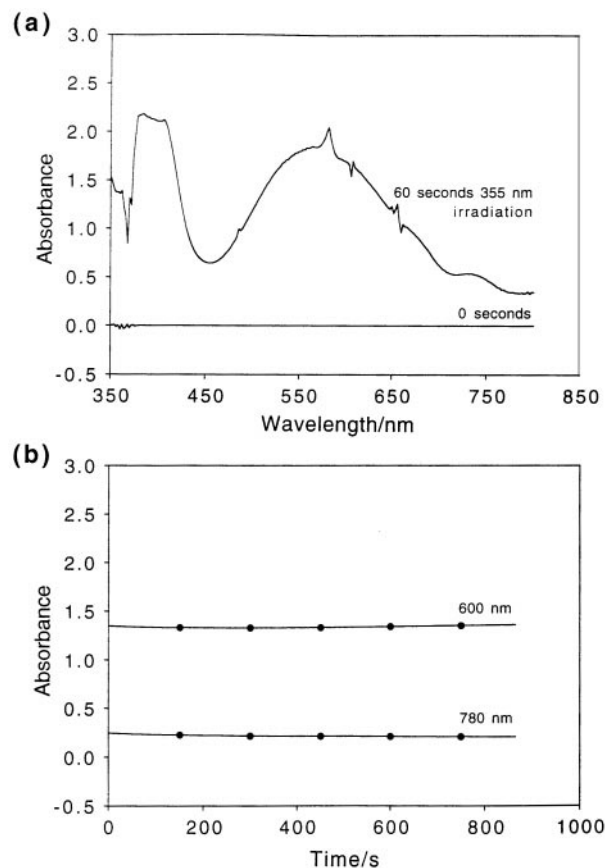 (a)
3.0
2.5
2.0
1.5
1.0
0.5
0.0
-0.5
Absorbance
60 seconds 355 nm
irradiation
0 seconds
350 450 550 650 750 850
Wavelength/nm
(b)
3.0
2.5
2.0
1.5
1.0
0.5
0.0
-0.5
Absorbance
600 nm
780 nm
0 200 400 600 800 1000
Time/s